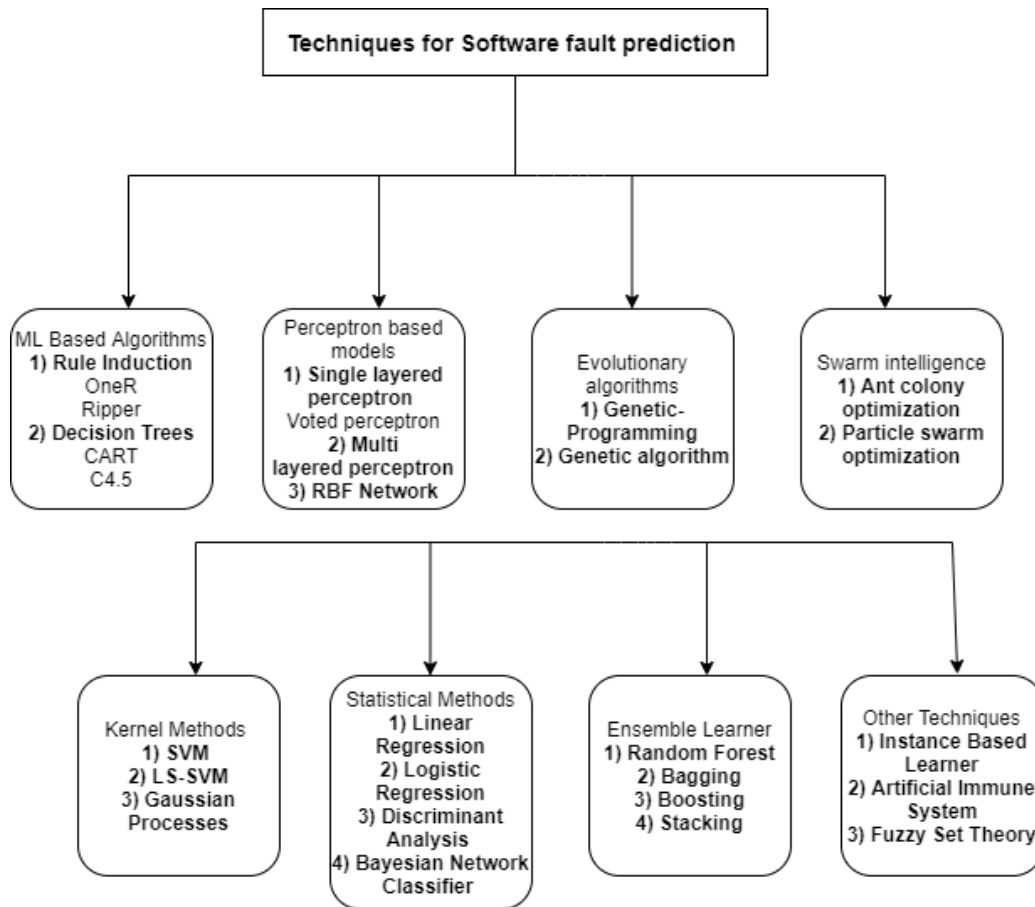 Techniques for Software fault prediction
ML Based Algorithms
1) Rule Induction
OneR
Ripper
2) Decision Trees
CART
C4.5
Perceptron based
models
1) Single layered
perceptron
Voted perceptron
2) Multi
layered perceptron
3) RBF Network
Evolutionary
algorithms
1) Genetic-
Programming
2) Genetic algorithm
Swarm intelligence
1) Ant colony
optimization
2) Particle swarm
optimization
Kernel Methods
1) SVM
2) LS-SVM
3) Gaussian
Processes
Statistical Methods
1) Linear
Regression
2) Logistic
Regression
3) Discriminant
Analysis
4) Bayesian Network
Classifier
Ensemble Learner
1) Random Forest
2) Bagging
3) Boosting
4) Stacking
Other Techniques
1) Instance Based
Learner
2) Artificial Immune
System
3) Fuzzy Set Theory